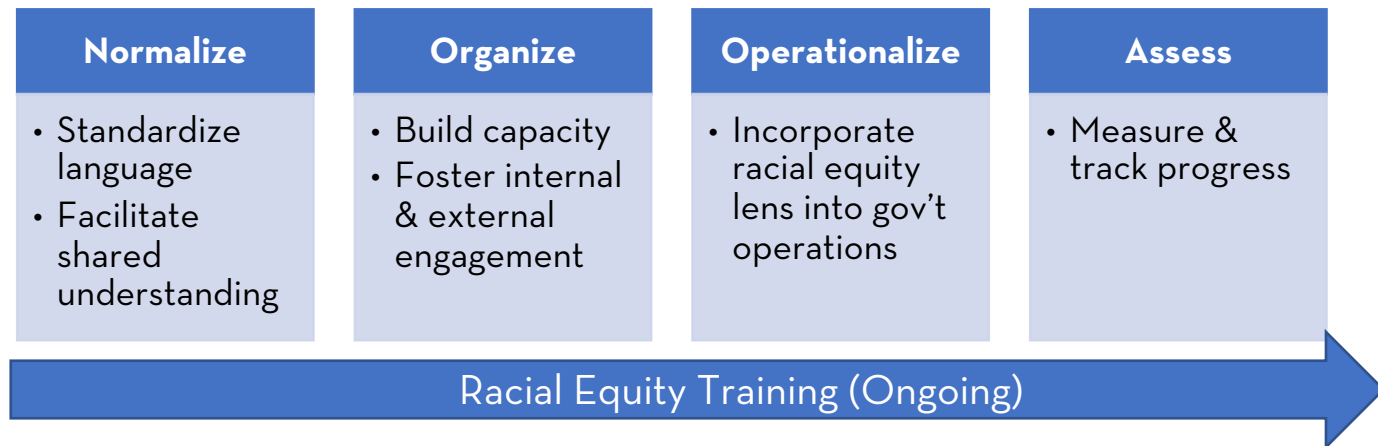 Normalize
• Standardize
language
• Facilitate
shared
understanding
Organize
• Build capacity
• Foster internal
& external
engagement
Operationalize
• Incorporate
racial equity
lens into gov’t
operations
Assess
• Measure &
track progress
Racial Equity Training (Ongoing)